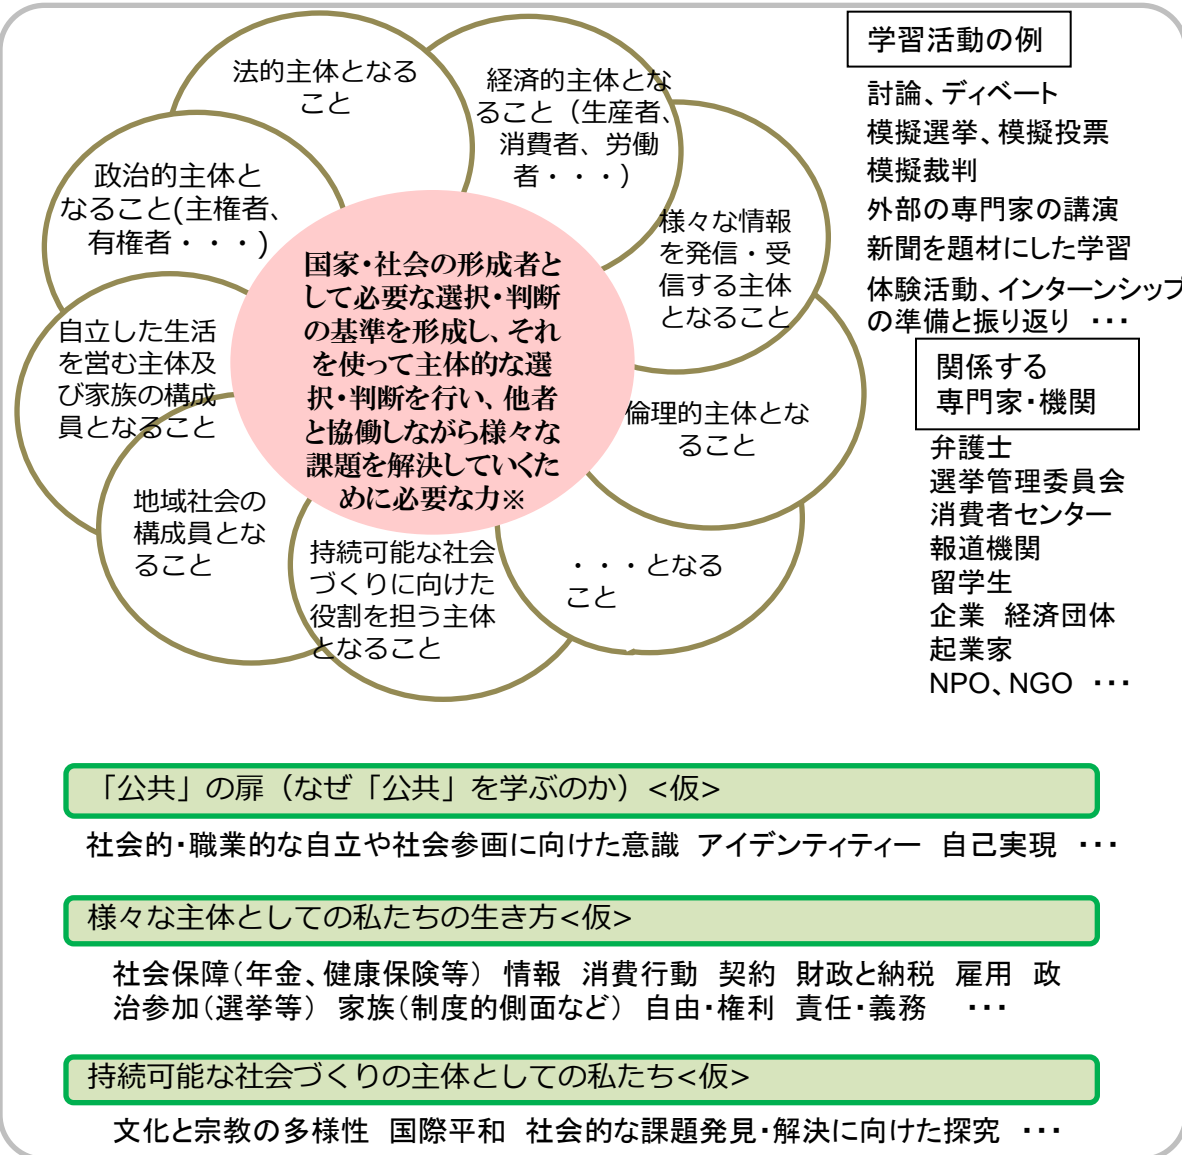 法的主体となる
こと
経済的主体とな
ること（生産者、
消費者、労働
者・・・）
政治的主体と
なること(主権者、
有権者・・・)
様々な情報
を発信・受
信する主体
となること
自立した生活
を営む主体及
び家族の構成
員となること
国家・社会の形成者と
して必要な選択・判断
の基準を形成し、それ
を使って主体的な選
択・判断を行い、他者
と協働しながら様々な
課題を解決していくた
めに必要な力※
倫理的主体とな
ること
地域社会の
構成員とな
ること
持続可能な社会
づくりに向けた
役割を担う主体
となること
・・・となる
こと
学習活動の例
討論、ディベート
模擬選挙、模擬投票
模擬裁判
外部の専門家の講演
新聞を題材にした学習
体験活動、インターンシップ
の準備と振り返り ・・・
関係する
専門家・機関
弁護士
選挙管理委員会
消費者センター
報道機関
留学生
企業 経済団体
起業家
NPO、NGO ・・・
「公共」の扉（なぜ「公共」を学ぶのか）<仮>
社会的・職業的な自立や社会参画に向けた意識 アイデンティティー 自己実現 ・・・
様々な主体としての私たちの生き方<仮>
社会保障（年金、健康保険等） 情報 消費行動 契約 財政と納税 雇用 政
治参加（選挙等） 家族（制度的側面など） 自由・権利 責任・義務 ・・・
持続可能な社会づくりの主体としての私たち<仮>
文化と宗教の多様性 国際平和 社会的な課題発見・解決に向けた探究 ・・・